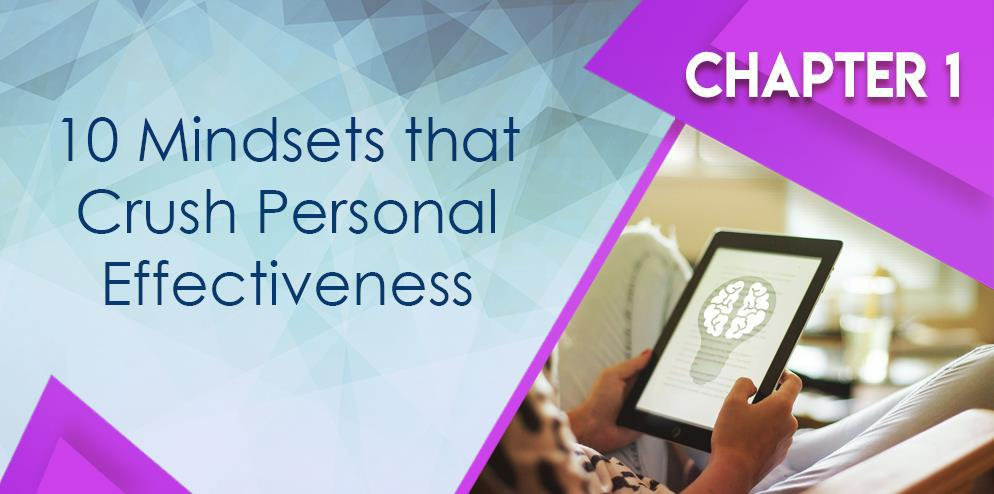 10 Mindsets that
Crush Personal
Effectiveness
CHAPTER 1